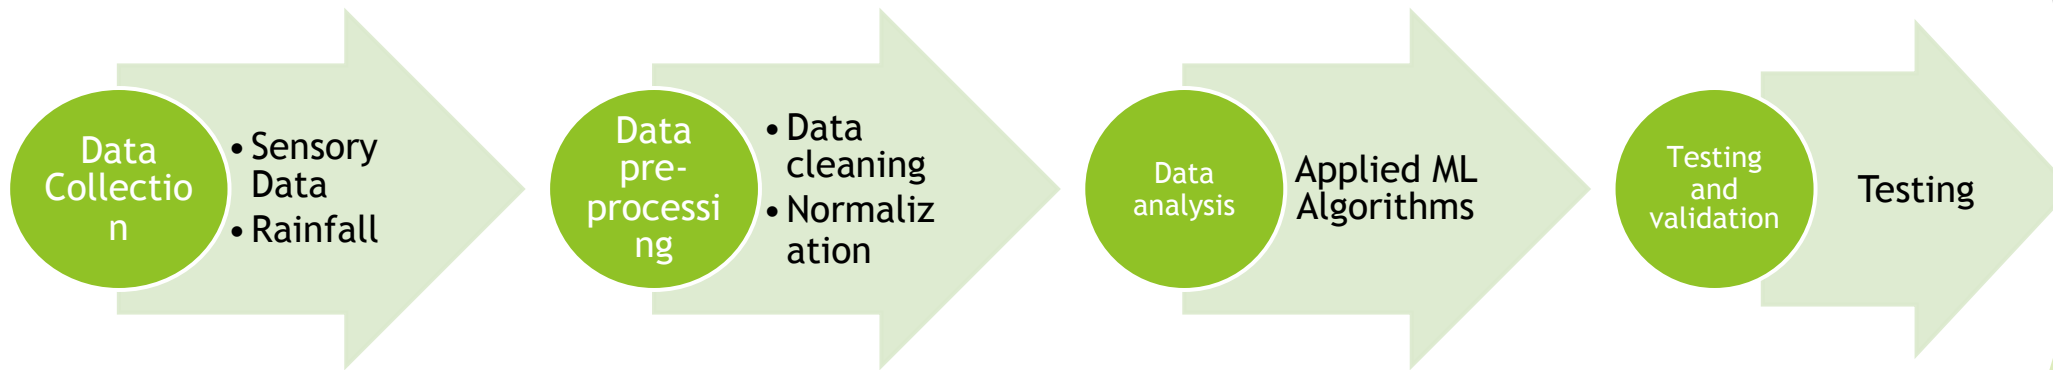 Data
Collectio
n
• Sensory
Data
• Rainfall
Data
pre-
processi
ng
• Data
cleaning
• Normaliz
ation
Data
analysis
Applied ML
Algorithms
Testing
and
validation
Testing